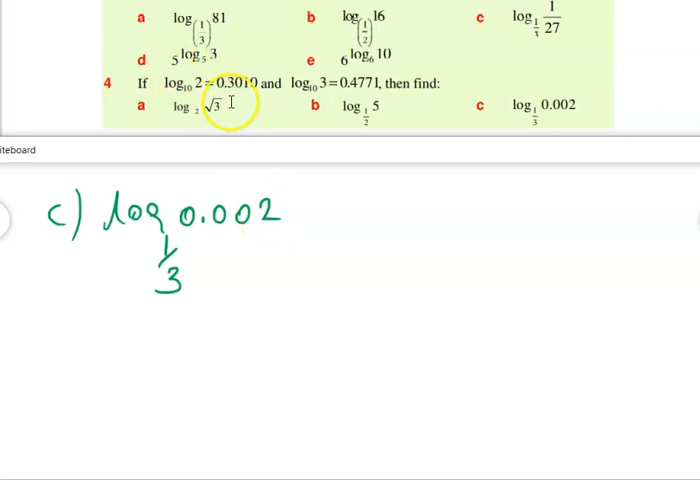 a log(1/3) 81 b log(1/2) 16 c log1/3 1/27
d 5^log5 3 e 6^log6 10
4 If log10 2 = 0.3010 and log10 3 = 0.4771, then find:
a log 2 √3 b log1/2 5 c log1/3 0.002
iteboard
c) log1/3 0.002